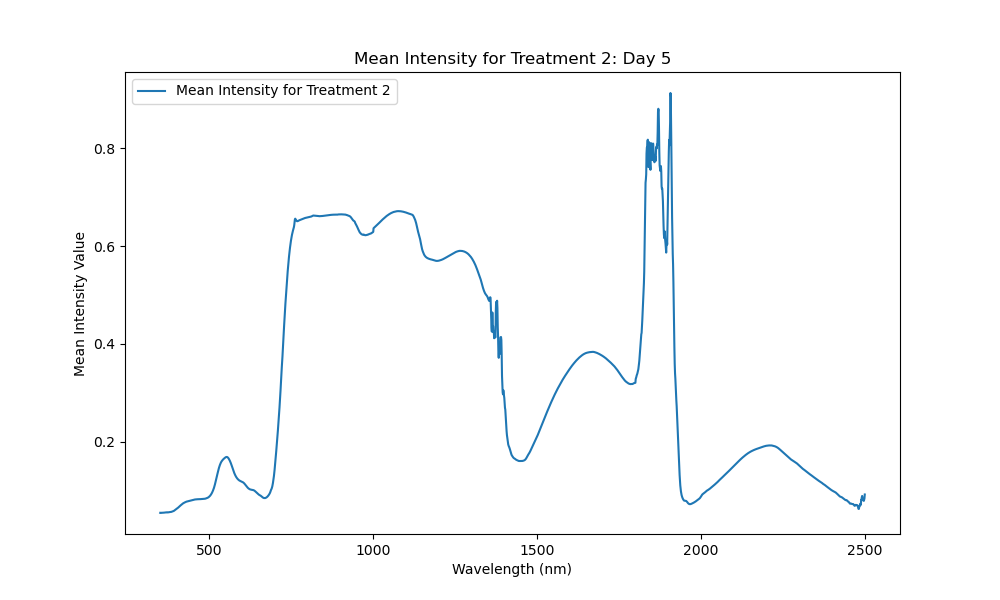 Mean Intensity for Treatment 2: Day 5
Mean Intensity for Treatment 2
Mean Intensity Value
0.8
0.6
0.4
0.2
500 1000 1500 2000 2500
Wavelength (nm)